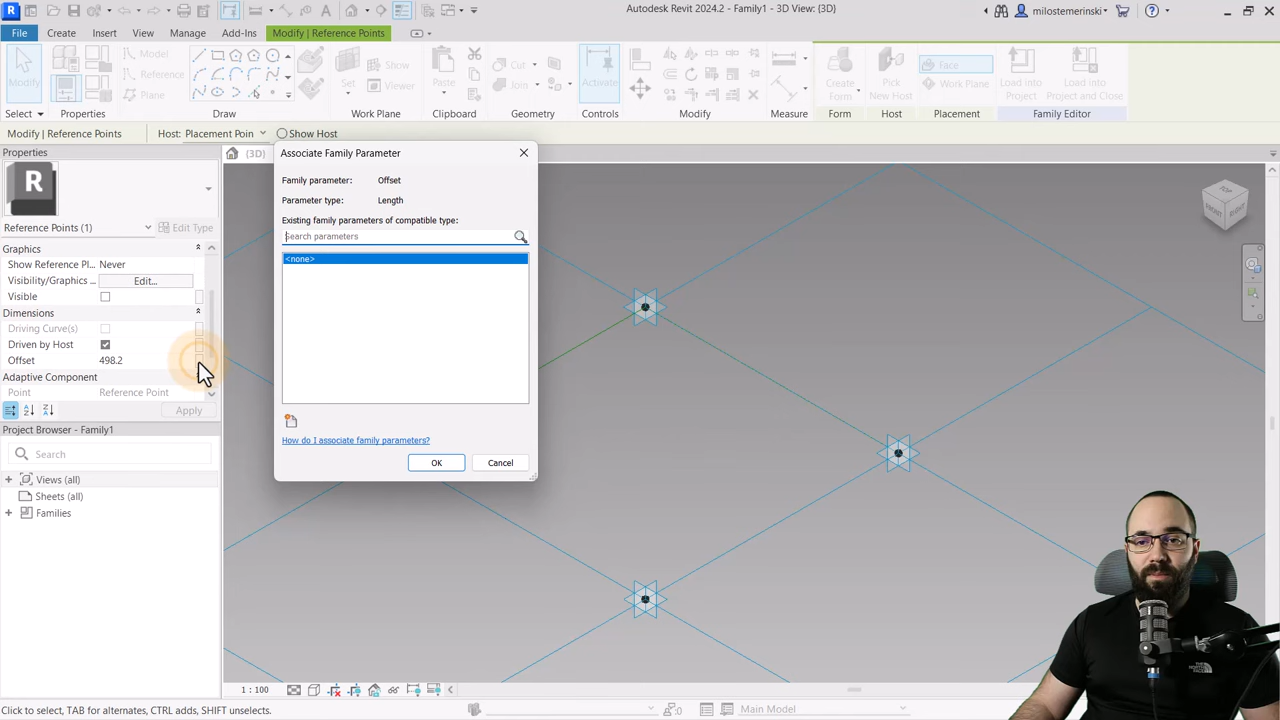 Autodesk Revit 2024.2 - Family1 - 3D View: {3D}
milostemerinski
File Create Insert View Manage Add-Ins Modify | Reference Points
Model
Reference
Plane
Modify
Set
Show
Viewer
Paste
Cut
Join
Activate
Create Form
Pick New Host
Face
Work Plane
Load into Project
Load into Project and Close
Select Properties Draw Work Plane Clipboard Geometry Controls Modify Measure Form Host Placement Family Editor
Modify | Reference Points Host: Placement Poin Show Host
Properties
R
Reference Points (1) Edit Type
Graphics
Show Reference Pl... Never
Visibility/Graphics ... Edit...
Visible
Dimensions
Driving Curve(s)
Driven by Host
Offset 498.2
Adaptive Component
Point Reference Point
Apply
Project Browser - Family1
Search
Views (all)
Sheets (all)
Families
{3D}
Associate Family Parameter
Family parameter: Offset
Parameter type: Length
Existing family parameters of compatible type:
Search parameters
<none>
How do I associate family parameters?
OK Cancel
1 : 100
Click to select, TAB for alternates, CTRL adds, SHIFT unselects.
:0
Main Model